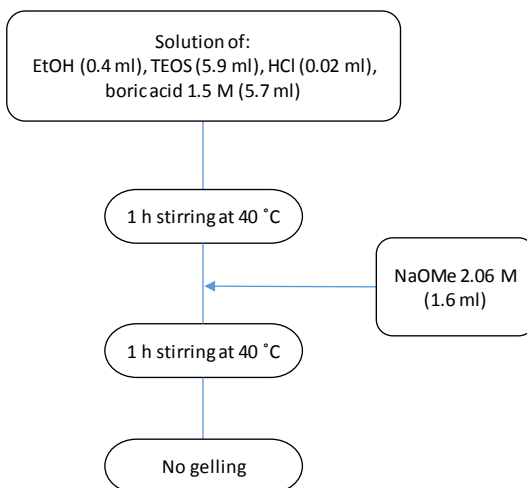 Solution of:
EtOH (0.4 ml), TEOS (5.9 ml), HCl (0.02 ml),
boric acid 1.5 M (5.7 ml)
1 h stirring at 40 ˚C
NaOMe 2.06 M
(1.6 ml)
1 h stirring at 40 ˚C
No gelling